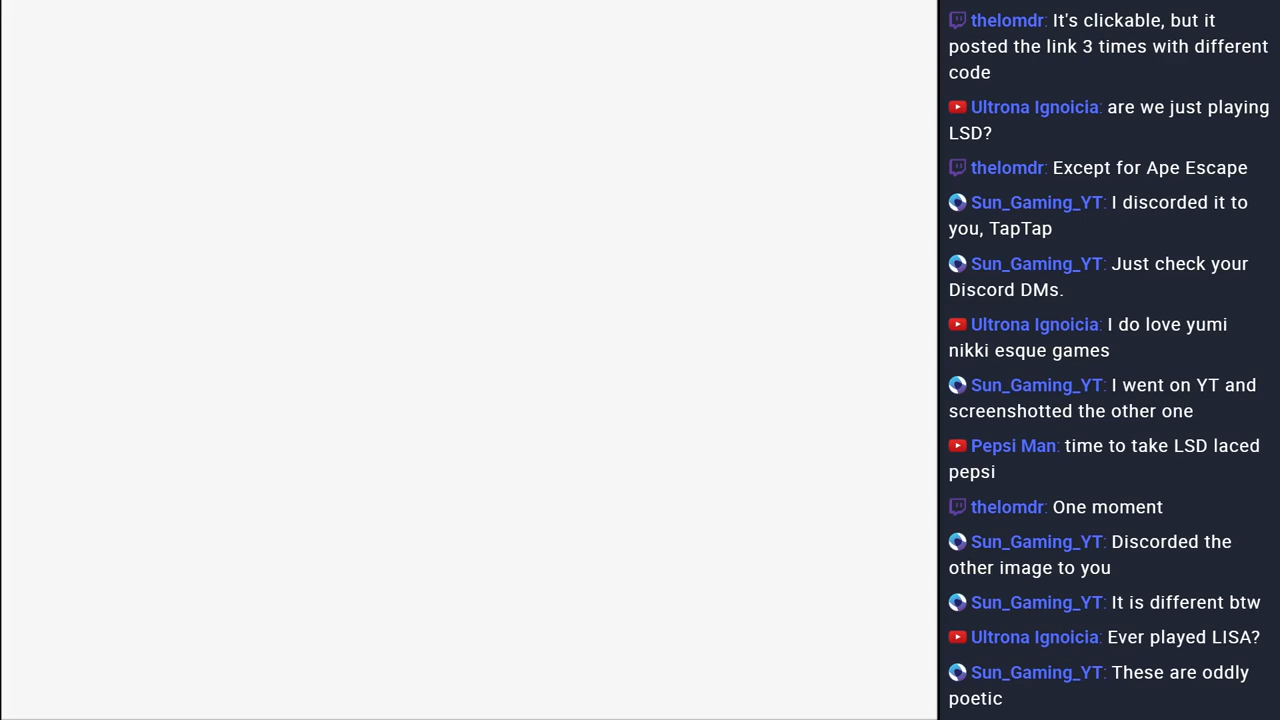 thelomdr: It's clickable, but it
posted the link 3 times with different
code
Ultrona Ignoicia: are we just playing
LSD?
thelomdr: Except for Ape Escape
Sun_Gaming_YT: I discorded it to
you, TapTap
Sun_Gaming_YT: Just check your
Discord DMs.
Ultrona Ignoicia: I do love yumi
nikki esque games
Sun_Gaming_YT: I went on YT and
screenshotted the other one
Pepsi Man: time to take LSD laced
pepsi
thelomdr: One moment
Sun_Gaming_YT: Discorded the
other image to you
Sun_Gaming_YT: It is different btw
Ultrona Ignoicia: Ever played LISA?
Sun_Gaming_YT: These are oddly
poetic